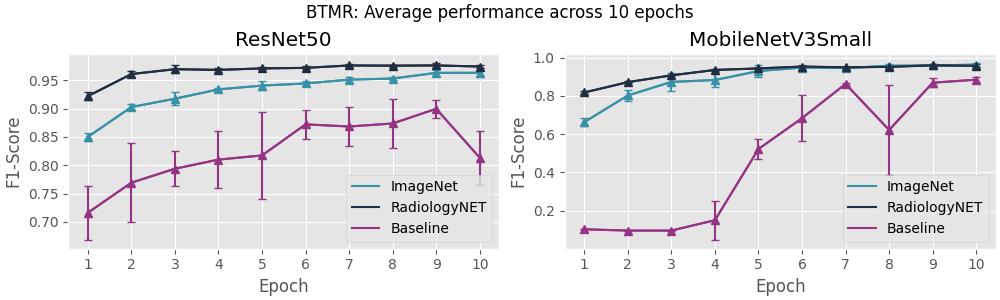 BTMR: Average performance across 10 epochs
ResNet50
F1-Score
0.95
0.90
0.85
0.80
0.75
0.70
1 2 3 4 5 6 7 8 9 10
Epoch
ImageNet
RadiologyNET
Baseline
MobileNetV3Small
F1-Score
1.0
0.8
0.6
0.4
0.2
1 2 3 4 5 6 7 8 9 10
Epoch
ImageNet
RadiologyNET
Baseline